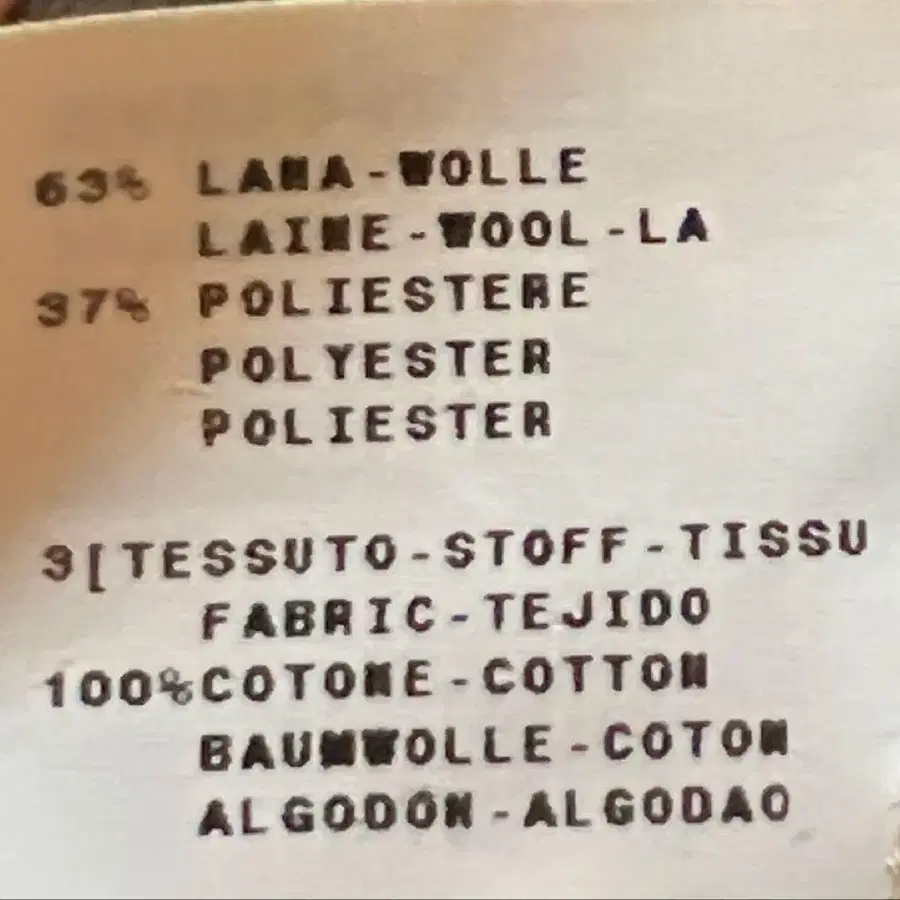 63% LANA-WOLLE
LAINE-WOOL-LA
37% POLIESTERE
POLYESTER
POLIESTER
3[TESSUTO-STOFF-TISSU
FABRIC-TEJIDO
100%COTONE-COTTON
BAUMWOLLE-COTON
ALGODÓN-ALGODAO